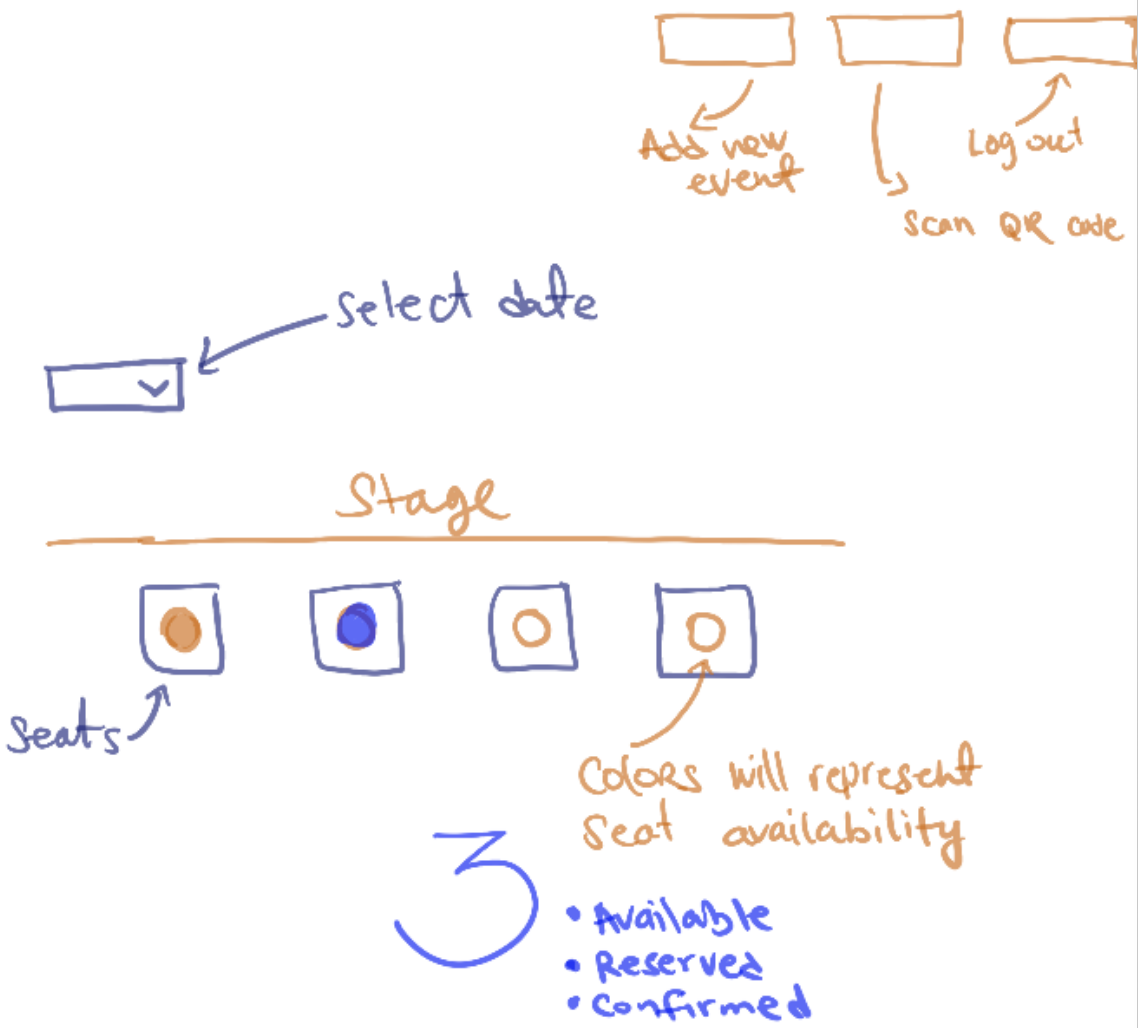 Add new
event
Log out
Scan QR code
Select date
Stage
Seats
Colors will represent
Seat availability
3
• Available
• Reserved
• Confirmed